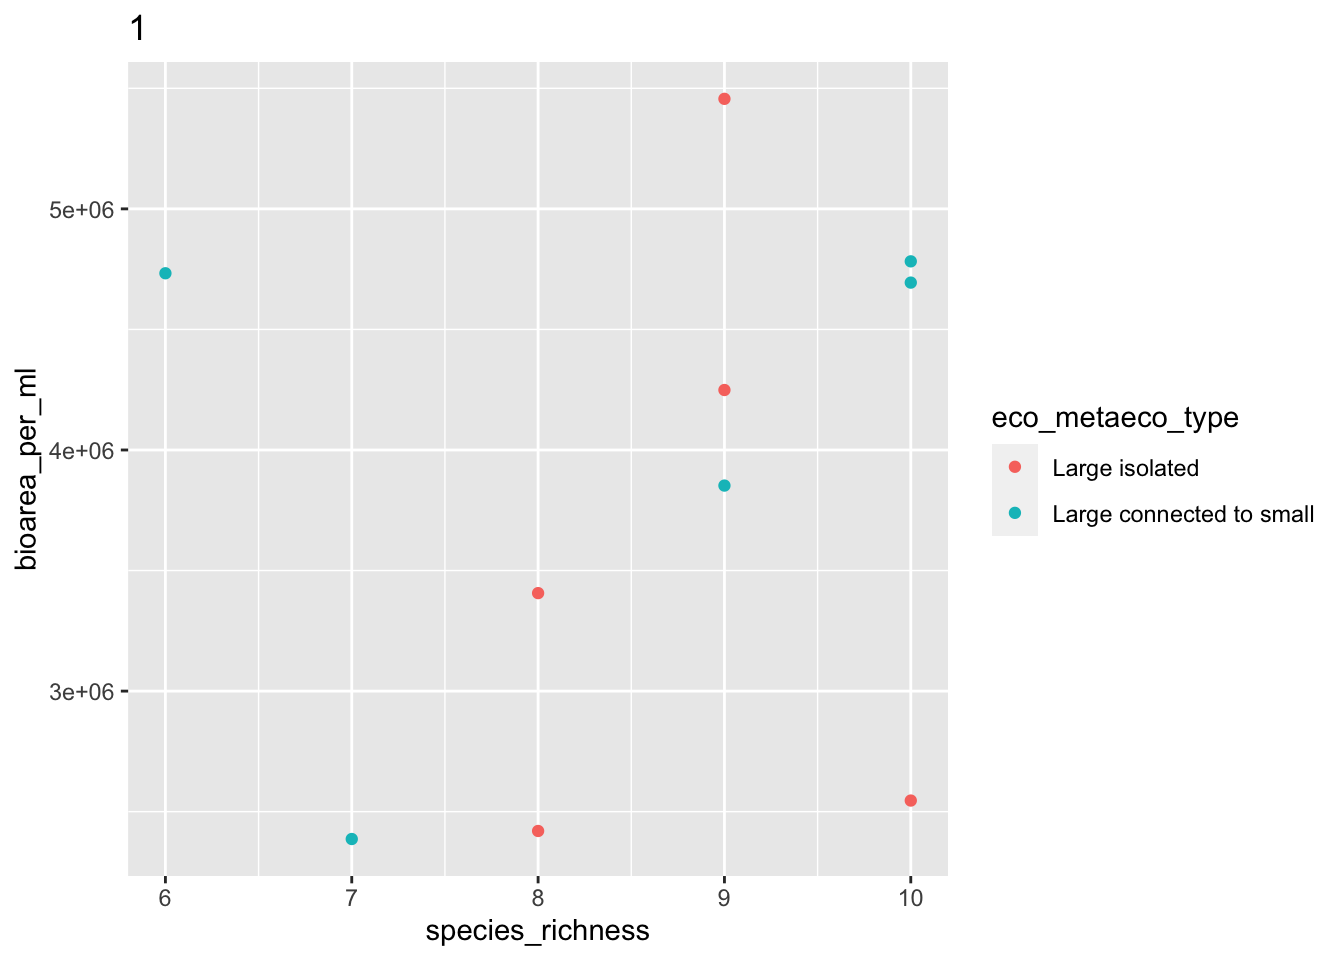 1
5e+06
4e+06
3e+06
bioarea_per_ml
6 7 8 9 10
species_richness
eco_metaeco_type
Large isolated
Large connected to small